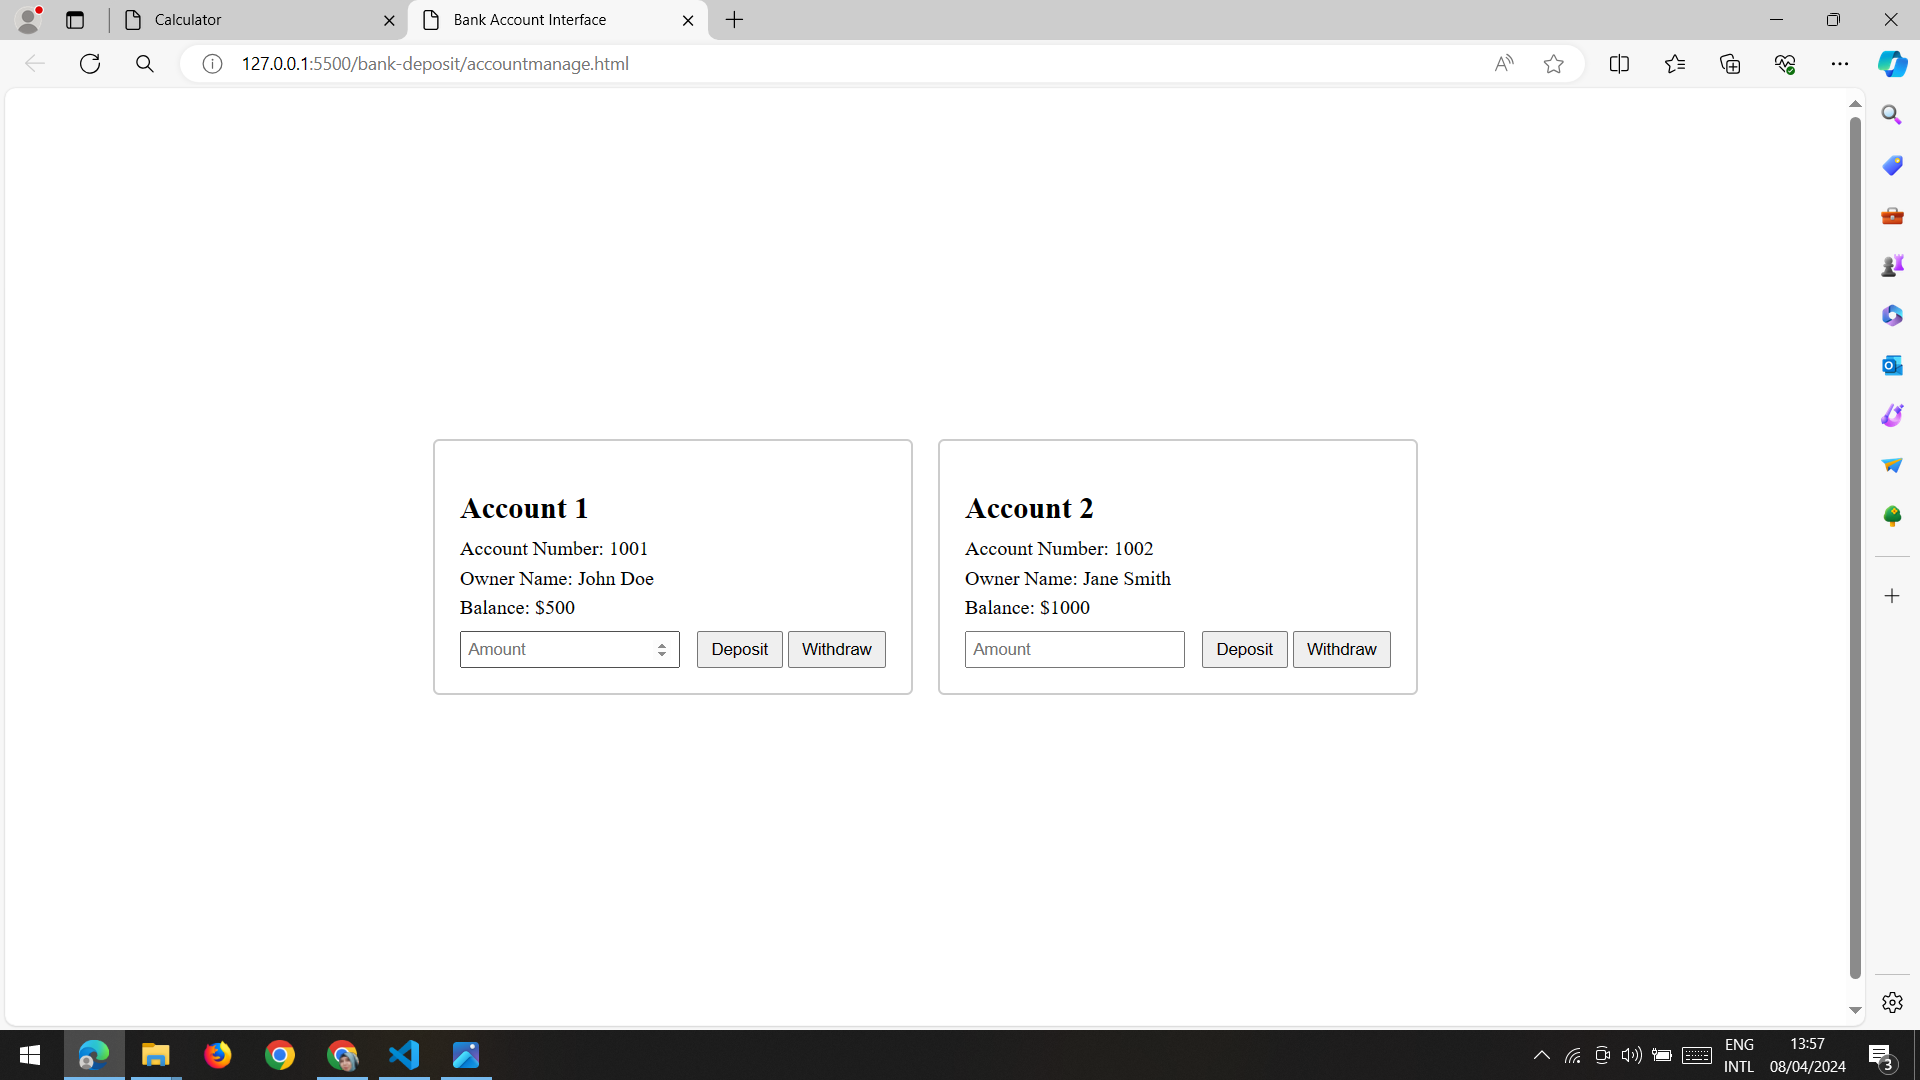 Calculator
Bank Account Interface
127.0.0.1:5500/bank-deposit/accountmanage.html
Account 1
Account Number: 1001
Owner Name: John Doe
Balance: $500
Amount
Deposit
Withdraw
Account 2
Account Number: 1002
Owner Name: Jane Smith
Balance: $1000
Amount
Deposit
Withdraw
ENG
INTL
13:57
08/04/2024
3